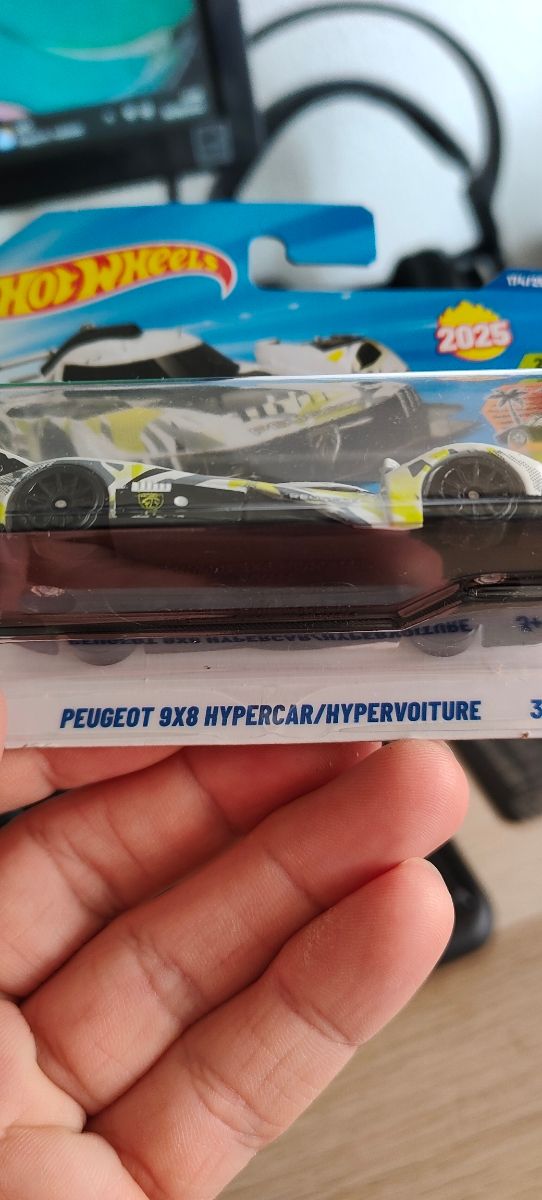 HOT WHEELS
2025
PEUGEOT 9X8 HYPERCAR/HYPERVOITURE